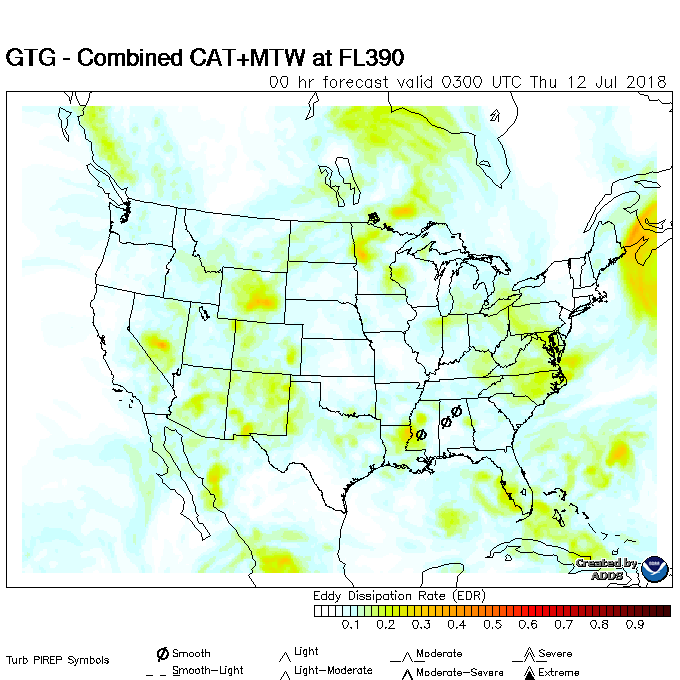 GTG - Combined CAT+MTW at FL390
00 hr forecast valid 0300 UTC Thu 12 Jul 2018
Created by
ADDS
Eddy Dissipation Rate (EDR)
0.1 0.2 0.3 0.4 0.5 0.6 0.7 0.8 0.9
Turb PIREP Symbols
Smooth Light Moderate Severe
Smooth-Light Light-Moderate Moderate-Severe Extreme